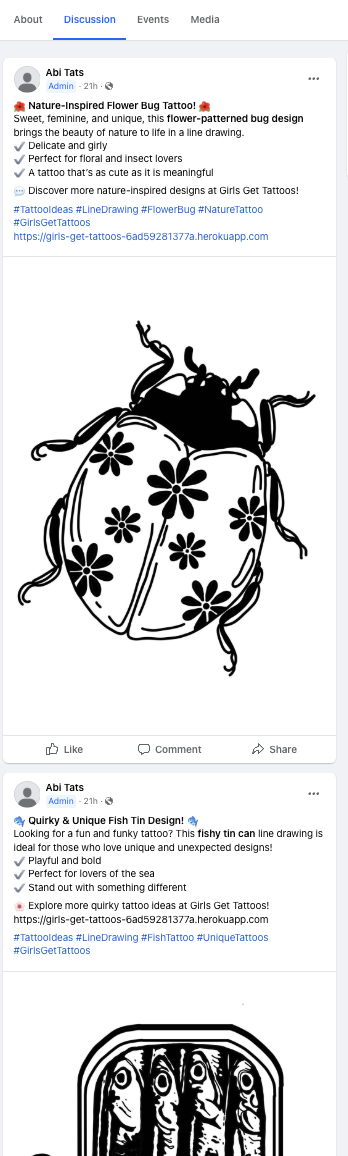 About Discussion Events Media
Abi Tats
Admin · 21h ·
🌺 Nature-Inspired Flower Bug Tattoo! 🌺
Sweet, feminine, and unique, this flower-patterned bug design
brings the beauty of nature to life in a line drawing.
✔️ Delicate and girly
✔️ Perfect for floral and insect lovers
✔️ A tattoo that's as cute as it is meaningful
💬 Discover more nature-inspired designs at Girls Get Tattoos!
#TattooIdeas #LineDrawing #FlowerBug #NatureTattoo
#GirlsGetTattoos
https://girls-get-tattoos-6ad59281377a.herokuapp.com
Like Comment Share
Abi Tats
Admin · 21h ·
🐟 Quirky & Unique Fish Tin Design! 🐟
Looking for a fun and funky tattoo? This fishy tin can line drawing is
ideal for those who love unique and unexpected designs!
✔️ Playful and bold
✔️ Perfect for lovers of the sea
✔️ Stand out with something different
🌸 Explore more quirky tattoo ideas at Girls Get Tattoos!
https://girls-get-tattoos-6ad59281377a.herokuapp.com
#TattooIdeas #LineDrawing #FishTattoo #UniqueTattoos
#GirlsGetTattoos